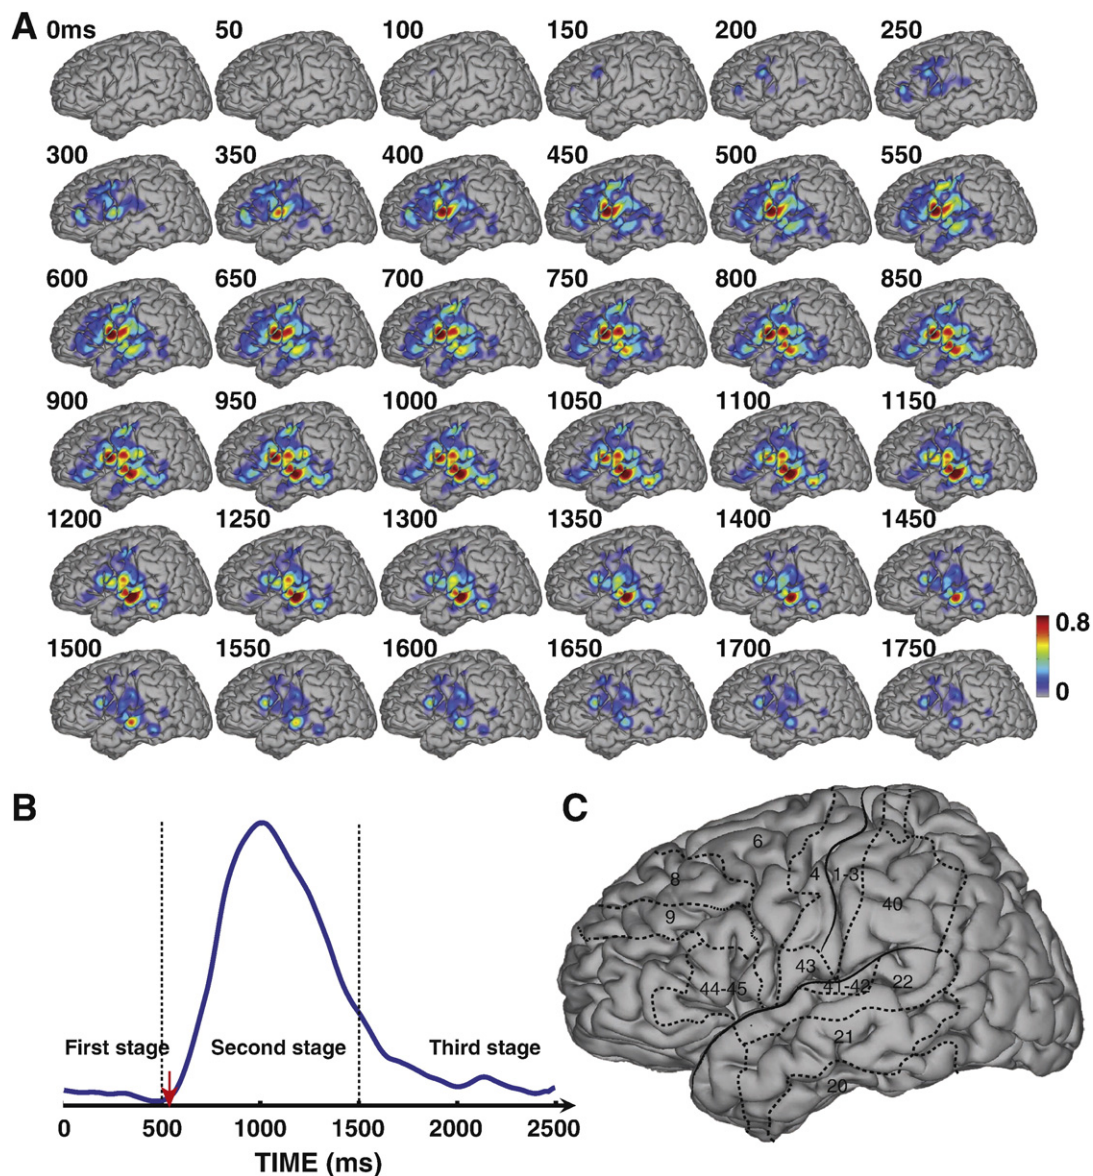 A
0ms 50 100 150 200 250
300 350 400 450 500 550
600 650 700 750 800 850
900 950 1000 1050 1100 1150
1200 1250 1300 1350 1400 1450
0.8
0
1500 1550 1600 1650 1700 1750
B
First stage Second stage Third stage
0 500 1000 1500 2000 2500
TIME (ms)
C
6
8 4 1-3
9 40
43
44-45 41-42 22
21
20